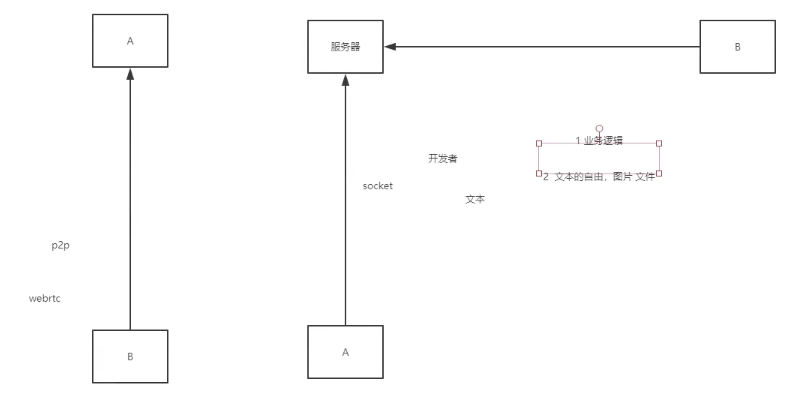 A
服务器
B
1 业务逻辑
开发者
2 文本的自由，图片 文件
socket
文本
p2p
webrtc
B
A